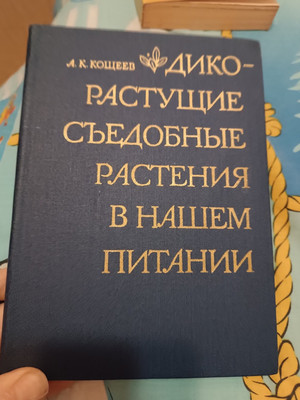 А. К. КОЩЕЕВ ДИКО-
РАСТУЩИЕ
СЪЕДОБНЫЕ
РАСТЕНИЯ
В НАШЕМ
ПИТАНИИ